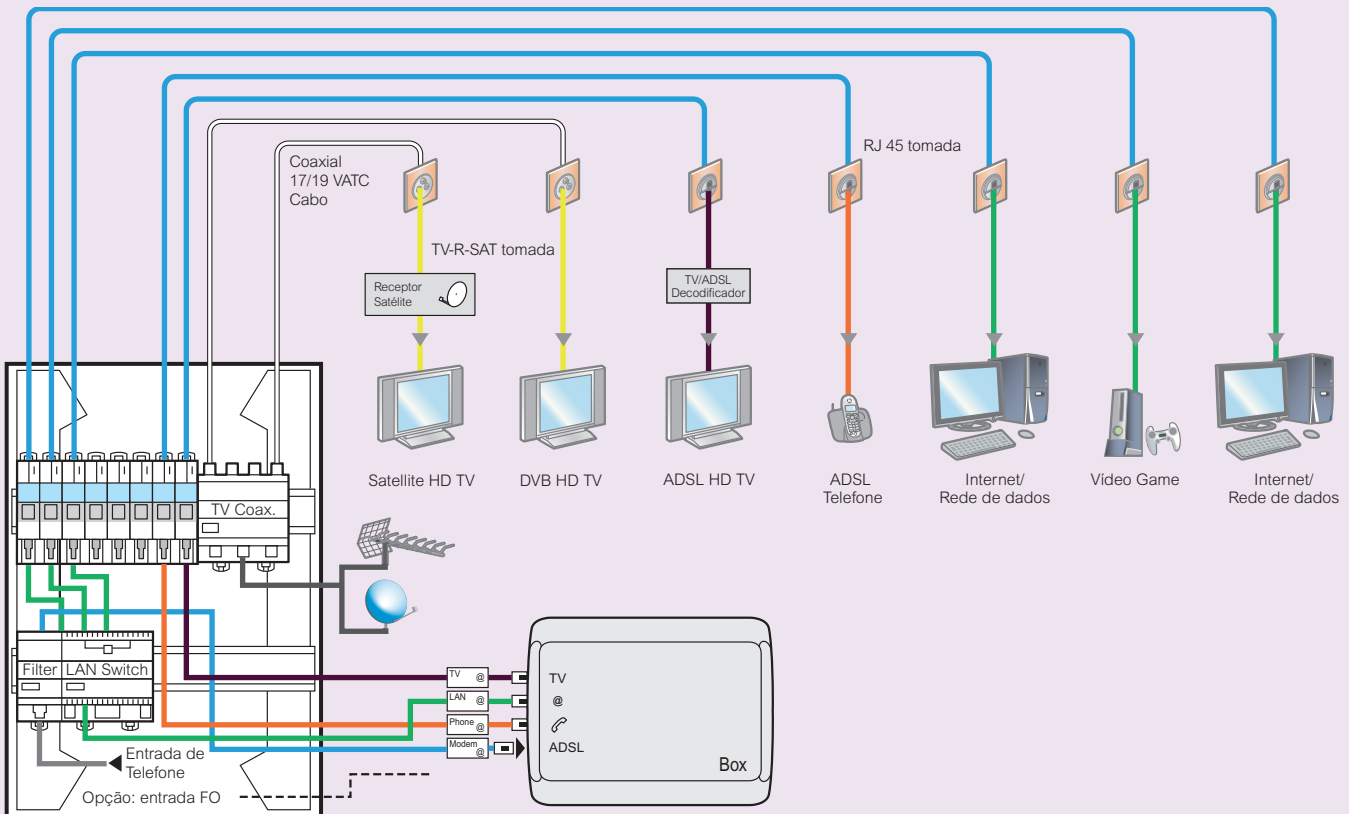 Coaxial
17/19 VATC
Cabo
RJ 45 tomada
TV-R-SAT tomada
Receptor
Satélite
TV/ADSL
Decodificador
Satellite HD TV
DVB HD TV
ADSL HD TV
ADSL
Telefone
Internet/
Rede de dados
Vídeo Game
Internet/
Rede de dados
TV Coax.
Filter
LAN Switch
TV
@
LAN
@
Phone
@
Modem
@
TV
@
ADSL
Box
Entrada de
Telefone
Opção: entrada FO